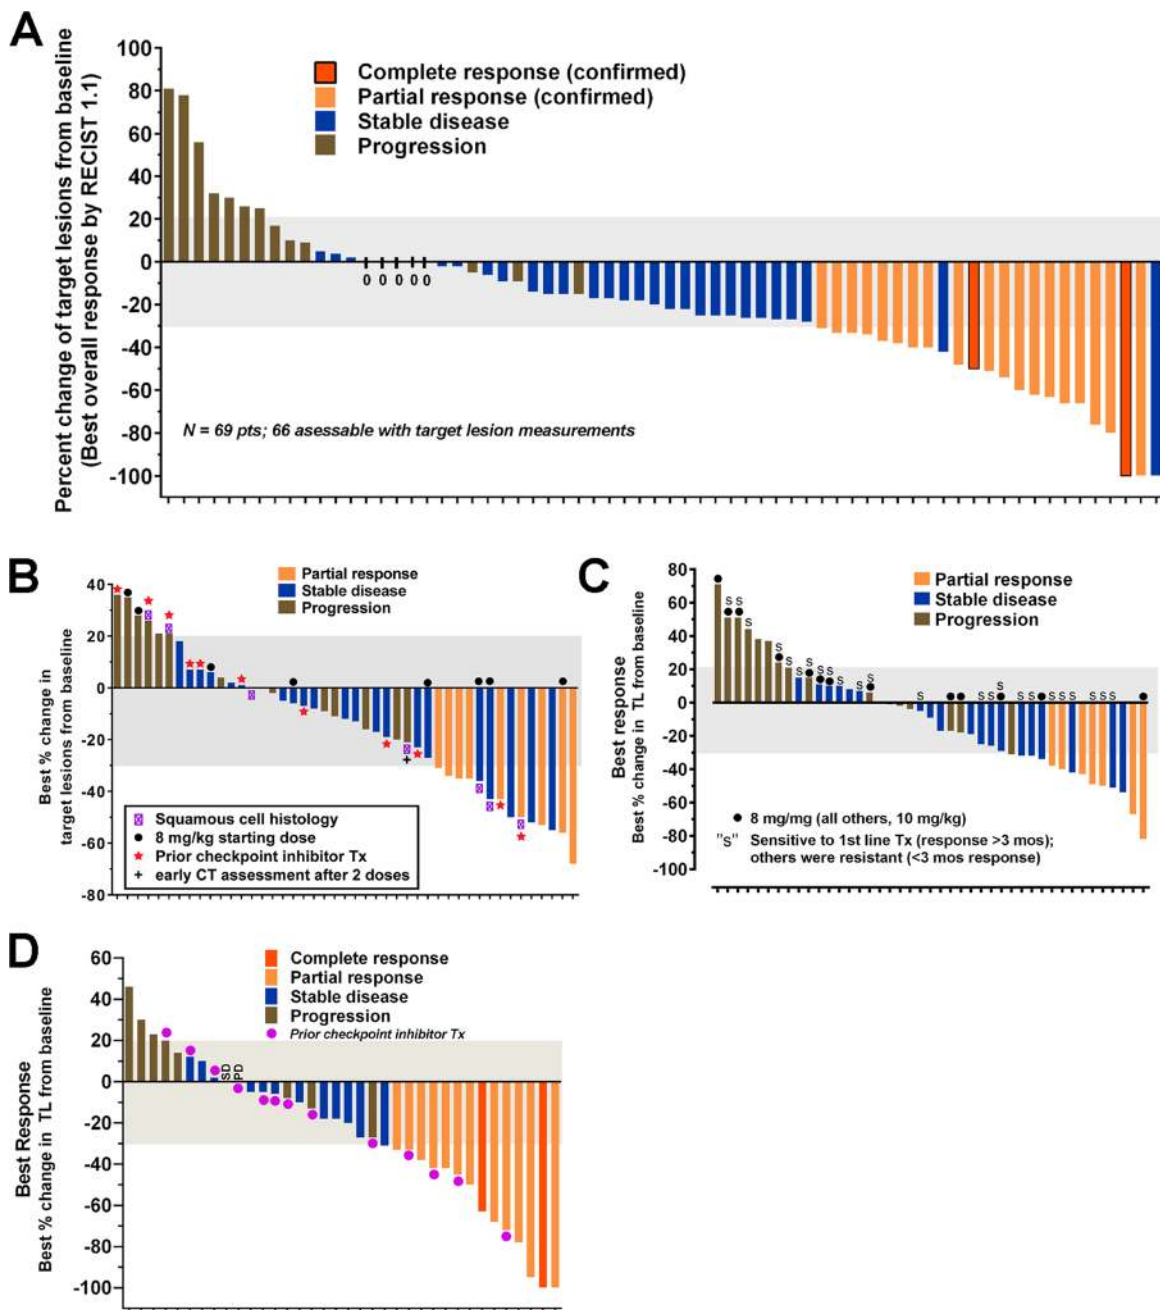 A
Percent change of target lesions from baseline
(Best overall response by RECIST 1.1)
100
80
60
40
20
0
-20
-40
-60
-80
-100
Complete response (confirmed)
Partial response (confirmed)
Stable disease
Progression
0 0 0 0 0
N = 69 pts; 66 asessable with target lesion measurements
B
Best % change in
target lesions from baseline
40
20
0
-20
-40
-60
-80
Partial response
Stable disease
Progression
Squamous cell histology
8 mg/kg starting dose
Prior checkpoint inhibitor Tx
+ early CT assessment after 2 doses
+
C
Best response
Best % change in TL from baseline
80
60
40
20
0
-20
-40
-60
-80
-100
Partial response
Stable disease
Progression
S S S S S S S S S S S S S S S S S S S S S S S S
8 mg/mg (all others, 10 mg/kg)
"S" Sensitive to 1st line Tx (response >3 mos);
others were resistant (<3 mos response)
D
Best Response
Best % change in TL from baseline
60
40
20
0
-20
-40
-60
-80
-100
Complete response
Partial response
Stable disease
Progression
Prior checkpoint inhibitor Tx
SD
PD